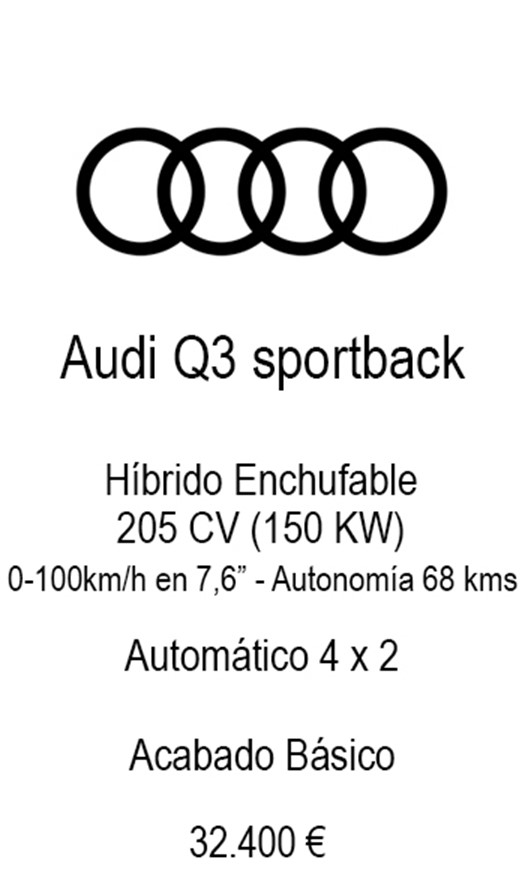 Audi Q3 sportback
Híbrido Enchufable
205 CV (150 KW)
0-100km/h en 7,6” - Autonomía 68 kms
Automático 4 x 2
Acabado Básico
32.400 €